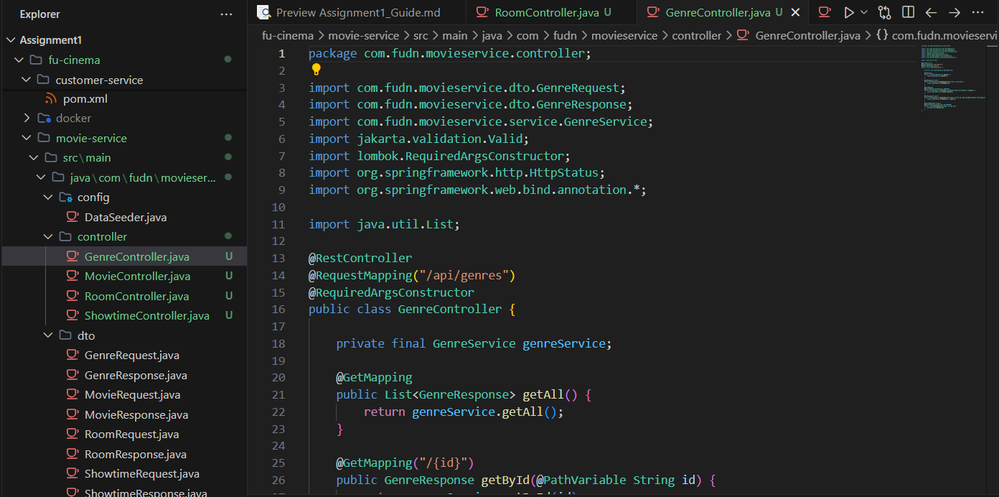 Explorer
Assignment1
fu-cinema
customer-service
pom.xml
docker
movie-service
src\main
java\com\fudn\movieser...
config
DataSeeder.java
controller
GenreController.java U
MovieController.java U
RoomController.java U
ShowtimeController.java U
dto
GenreRequest.java
GenreResponse.java
MovieRequest.java
MovieResponse.java
RoomRequest.java
RoomResponse.java
ShowtimeRequest.java
ShowtimeResponse.java
Preview Assignment1_Guide.md
RoomController.java U
GenreController.java U
fu-cinema > movie-service > src > main > java > com > fudn > movieservice > controller > GenreController.java > {} com.fudn.movieservi
1 package com.fudn.movieservice.controller;
2
3 import com.fudn.movieservice.dto.GenreRequest;
4 import com.fudn.movieservice.dto.GenreResponse;
5 import com.fudn.movieservice.service.GenreService;
6 import jakarta.validation.Valid;
7 import lombok.RequiredArgsConstructor;
8 import org.springframework.http.HttpStatus;
9 import org.springframework.web.bind.annotation.*;
10
11 import java.util.List;
12
13 @RestController
14 @RequestMapping("/api/genres")
15 @RequiredArgsConstructor
16 public class GenreController {
17
18 private final GenreService genreService;
19
20 @GetMapping
21 public List<GenreResponse> getAll() {
22 return genreService.getAll();
23 }
24
25 @GetMapping("/{id}")
26 public GenreResponse getById(@PathVariable String id) {